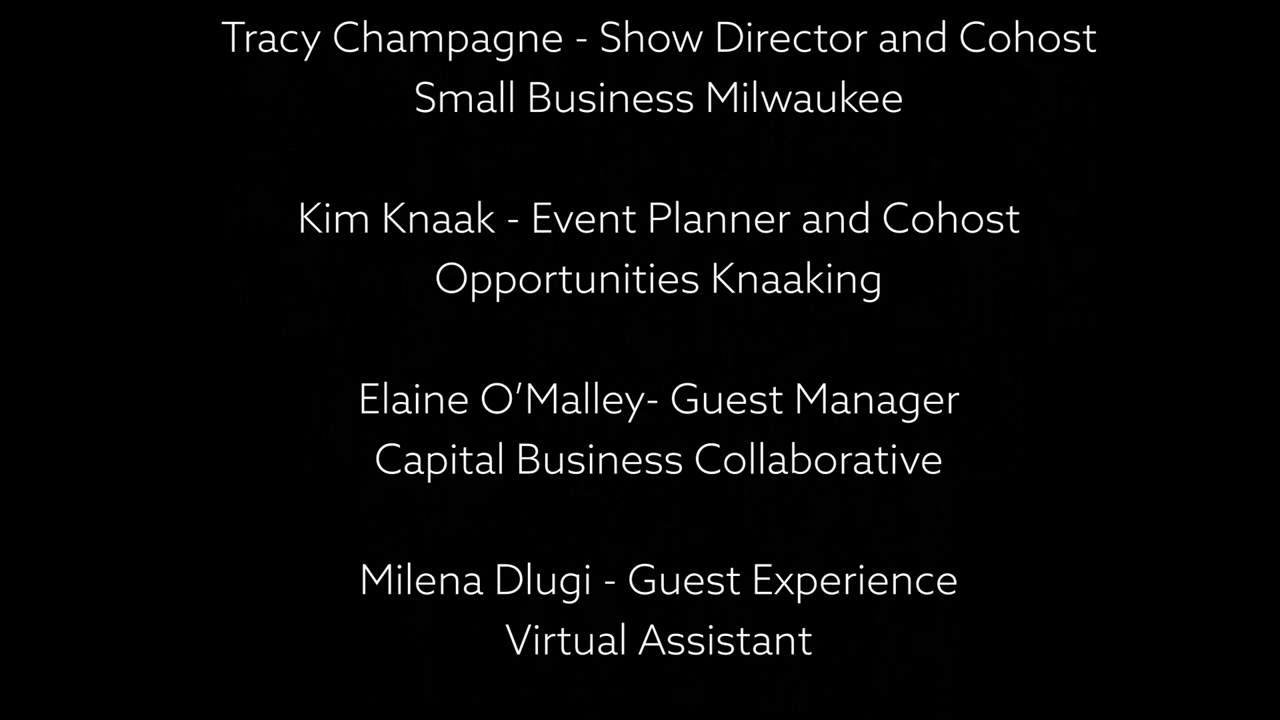 Tracy Champagne - Show Director and Cohost
Small Business Milwaukee
Kim Knaak - Event Planner and Cohost
Opportunities Knaaking
Elaine O’Malley- Guest Manager
Capital Business Collaborative
Milena Dlugi - Guest Experience
Virtual Assistant